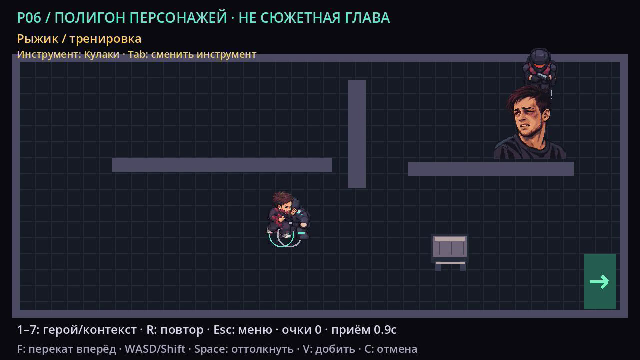 P06 / ПОЛИГОН ПЕРСОНАЖЕЙ · НЕ СЮЖЕТНАЯ ГЛАВА
Рыжик / тренировка
Инструмент: Кулаки · Tab: сменить инструмент
1–7: герой/контекст · R: повтор · Esc: меню · очки 0 · приём 0.9с
F: перекат вперёд · WASD/Shift · Space: оттолкнуть · V: добить · C: отмена